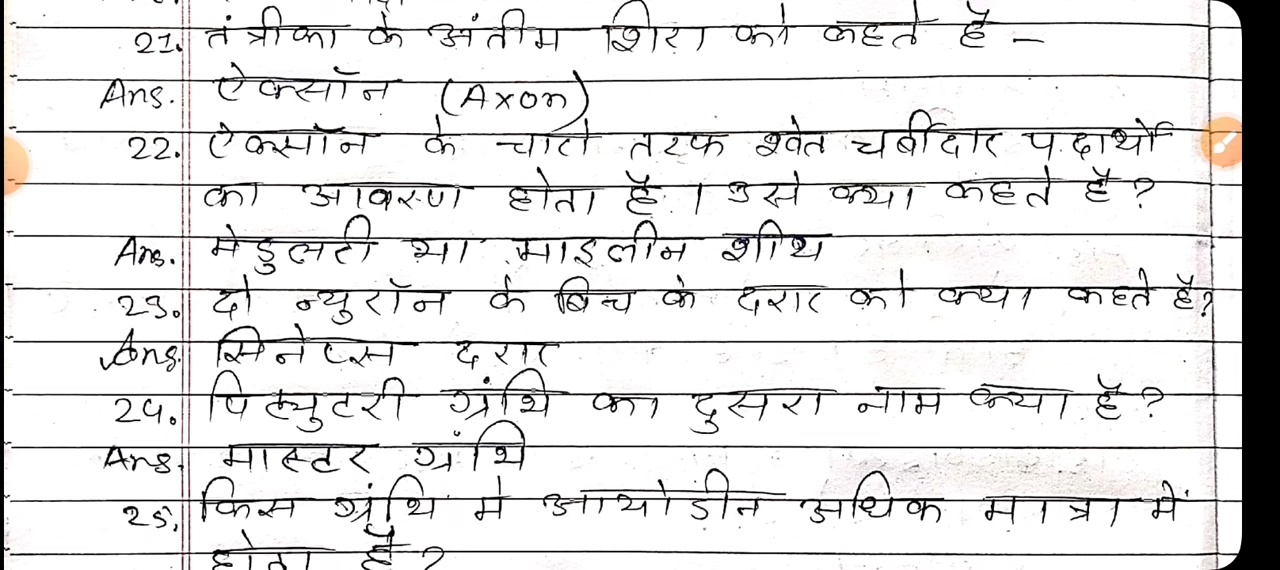 21. तंत्रीका के अंतीम शिरा को कहते है -
Ans. ऐक्सॉन (Axon)
22. ऐक्सॉन के चारो तरफ श्वेत चर्बीदार पदार्थो
का आवरण होता है । उसे क्या कहते है ?
Ans. मेडुलरी या माइलीन शीथ
23. दो न्युरॉन के बिच के दरार को क्या कहते है ?
Ans. सिनेप्स दरार
24. पिट्युटरी ग्रंथि का दुसरा नाम क्या है ?
Ans. मास्टर ग्रंथि
25. किस ग्रंथि मे आयोडीन अधिक मात्रा में
होता है ?